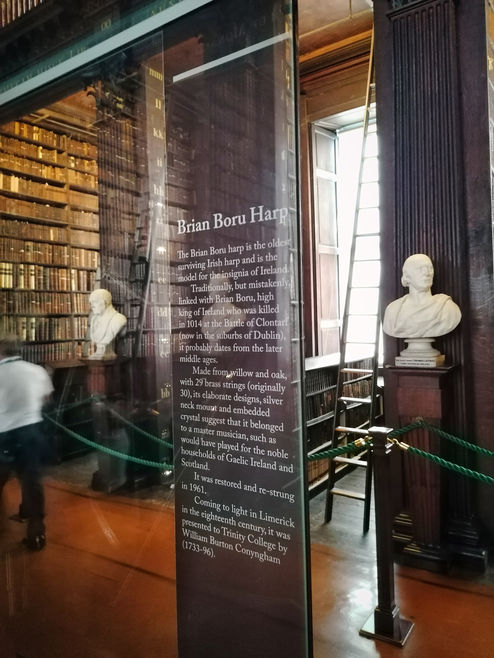 Brian Boru Harp
The Brian Boru harp is the oldest
surviving Irish harp and is the
model for the insignia of Ireland.
Traditionally, but mistakenly,
linked with Brian Boru, high
king of Ireland who was killed
in 1014 at the Battle of Clontarf
(now in the suburbs of Dublin),
it probably dates from the later
middle ages.
Made from willow and oak,
with 29 brass strings (originally
30), its elaborate designs, silver
neck mount and embedded
crystal suggest that it belonged
to a master musician, such as
would have played for the noble
households of Gaelic Ireland and
Scotland.
It was restored and re-strung
in 1961.
Coming to light in Limerick
in the eighteenth century, it was
presented to Trinity College by
William Burton Conyngham
(1733-96).
mm
ll
kk
ii